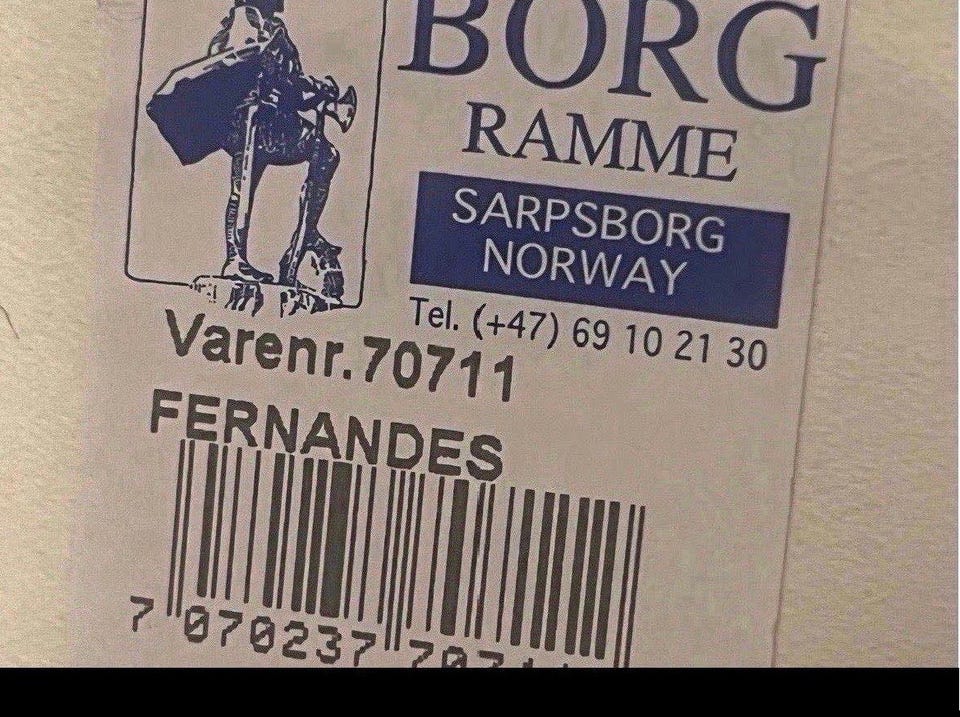 BORG
RAMME
SARPSBORG
NORWAY
Tel. (+47) 69 10 21 30
Varenr.70711
FERNANDES
7 070237